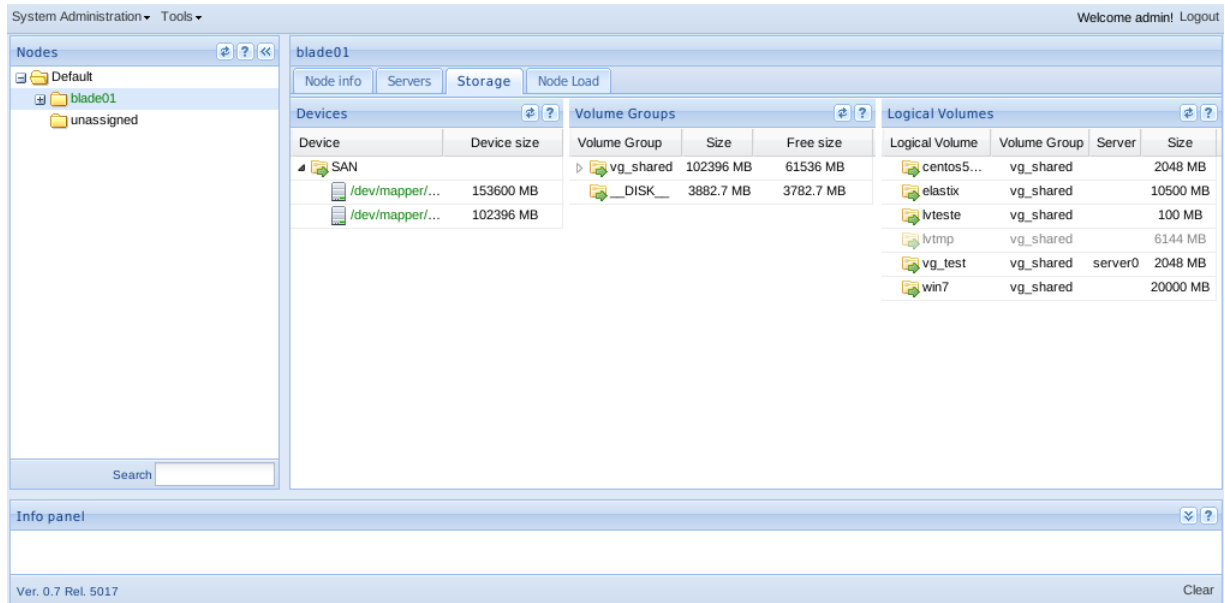 System Administration Tools Welcome admin! Logout
Nodes
Default
blade01
unassigned
Search
blade01
Node info Servers Storage Node Load
Devices
Device Device size
SAN
/dev/mapper/... 153600 MB
/dev/mapper/... 102396 MB
Volume Groups
Volume Group Size Free size
vg_shared 102396 MB 61536 MB
__DISK__ 3882.7 MB 3782.7 MB
Logical Volumes
Logical Volume Volume Group Server Size
centos5... vg_shared 2048 MB
elastix vg_shared 10500 MB
lvteste vg_shared 100 MB
lvtmp vg_shared 6144 MB
vg_test vg_shared server0 2048 MB
win7 vg_shared 20000 MB
Info panel
Ver. 0.7 Rel. 5017 Clear